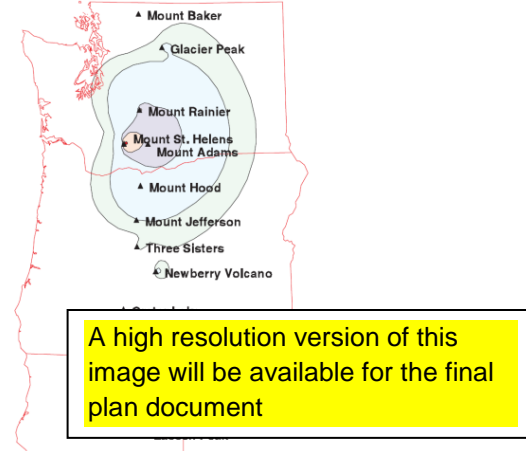 Mount Baker
Glacier Peak
Mount Rainier
Mount St. Helens
Mount Adams
Mount Hood
Mount Jefferson
Three Sisters
Newberry Volcano
A high resolution version of this
image will be available for the final
plan document